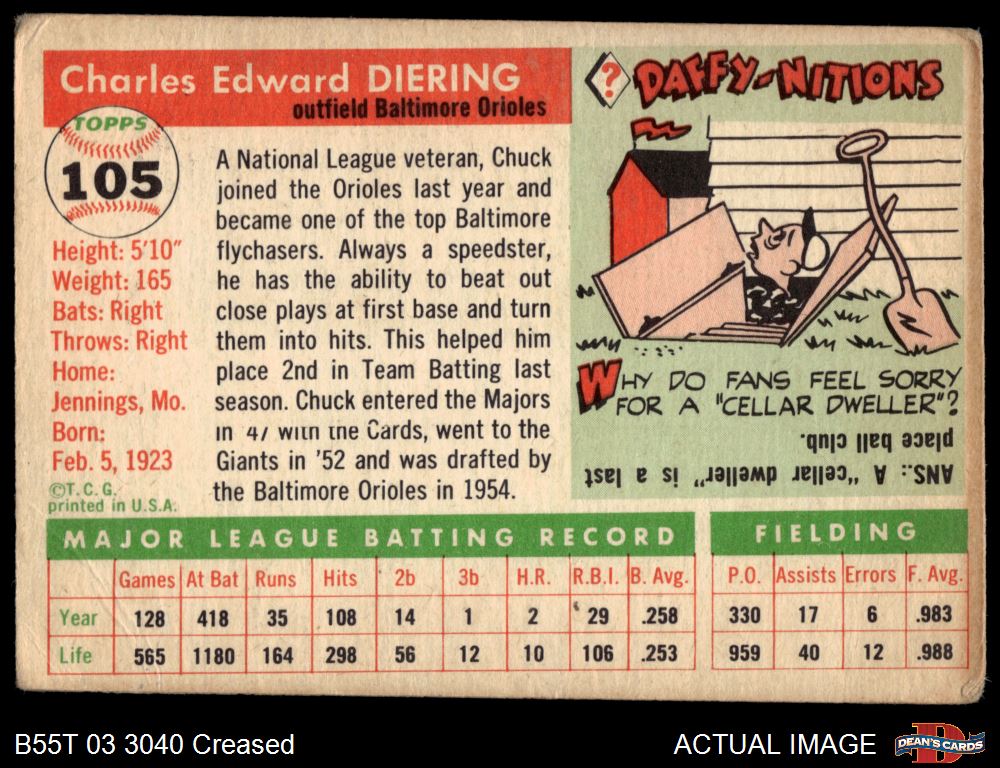 Charles Edward DIERING
outfield Baltimore Orioles
TOPPS
105
Height: 5'10"
Weight: 165
Bats: Right
Throws: Right
Home:
Jennings, Mo.
Born:
Feb. 5, 1923
©T.C.G.
printed in U.S.A.
A National League veteran, Chuck
joined the Orioles last year and
became one of the top Baltimore
flychasers. Always a speedster,
he has the ability to beat out
close plays at first base and turn
them into hits. This helped him
place 2nd in Team Batting last
season. Chuck entered the Majors
in '47 with the Cards, went to the
Giants in '52 and was drafted by
the Baltimore Orioles in 1954.
?
DAFFY-NITIONS
WHY DO FANS FEEL SORRY
FOR A "CELLAR DWELLER"?
ANS.: A "cellar dweller" is a last
place ball club.
MAJOR LEAGUE BATTING RECORD
Games At Bat Runs Hits 2b 3b H.R. R.B.I. B. Avg.
Year 128 418 35 108 14 1 2 29 .258
Life 565 1180 164 298 56 12 10 106 .253
FIELDING
P.O. Assists Errors F. Avg.
330 17 6 .983
959 40 12 .988
B55T 03 3040 Creased
ACTUAL IMAGE
DEAN'S CARDS